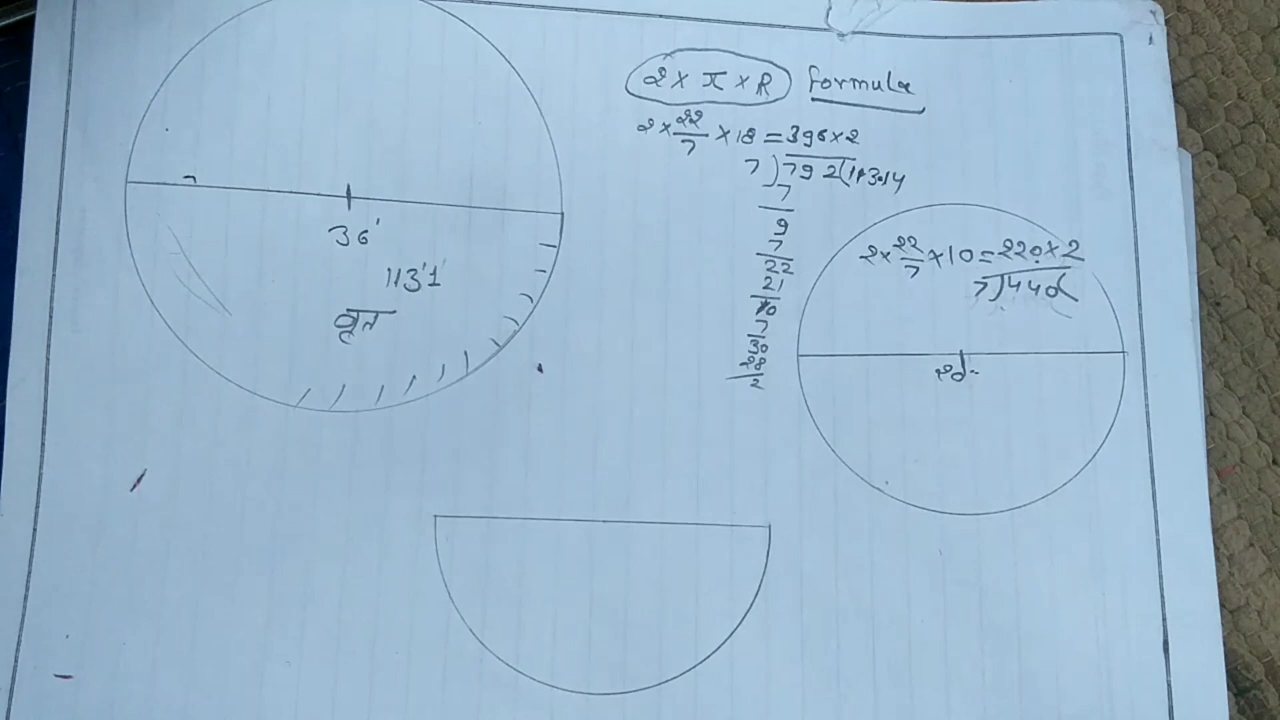 2 × π × R formula
2 × 22/7 × 18 = 396 × 2
7 ) 792 ( 113.14
7
9
7
22
21
10
7
30
28
2
36'
113'1"
वृत
2 × 22/7 × 10 = 220 × 2
7 ) 440 (
20